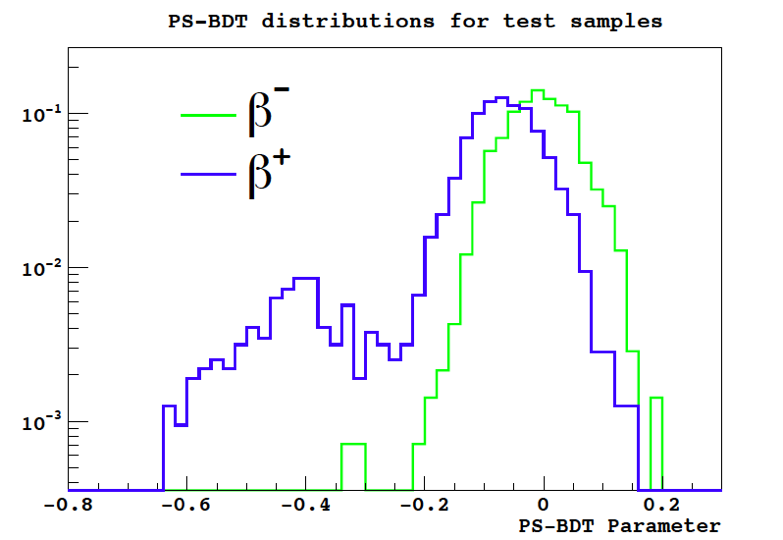 PS-BDT distributions for test samples
β⁻
β⁺
10⁻¹
10⁻²
10⁻³
−0.8 −0.6 −0.4 −0.2 0 0.2
PS-BDT Parameter